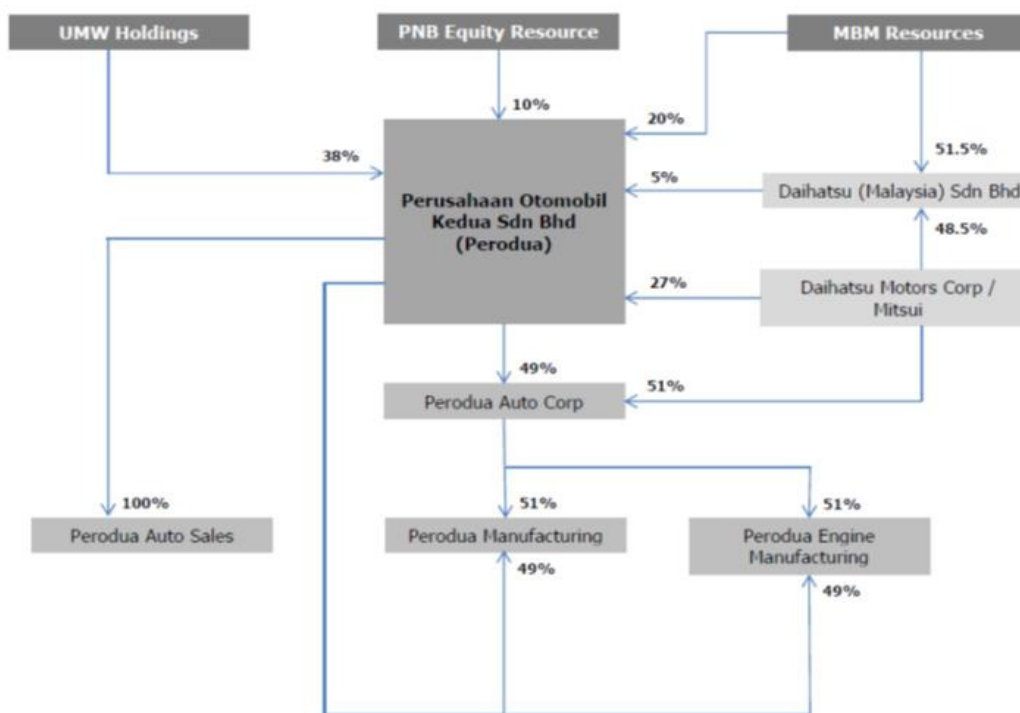 UMW Holdings
PNB Equity Resource
MBM Resources
10%
20%
38%
51.5%
5%
Perusahaan Otomobil
Kedua Sdn Bhd
(Perodua)
Daihatsu (Malaysia) Sdn Bhd
48.5%
27%
Daihatsu Motors Corp /
Mitsui
49%
51%
Perodua Auto Corp
100%
51%
51%
Perodua Auto Sales
Perodua Manufacturing
Perodua Engine
Manufacturing
49%
49%